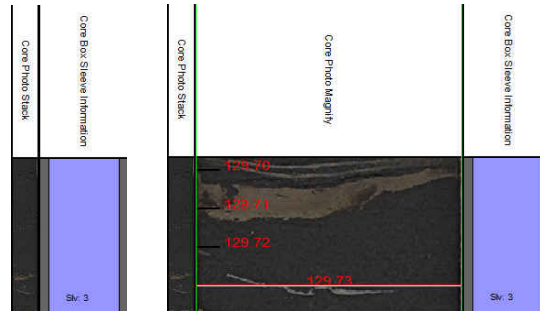 Core Photo Stack
Core Box Sleeve Information
Slv: 3
Core Photo Stack
Core Photo Magnify
Core Box Sleeve Information
129.70
129.71
129.72
129.73
Slv: 3